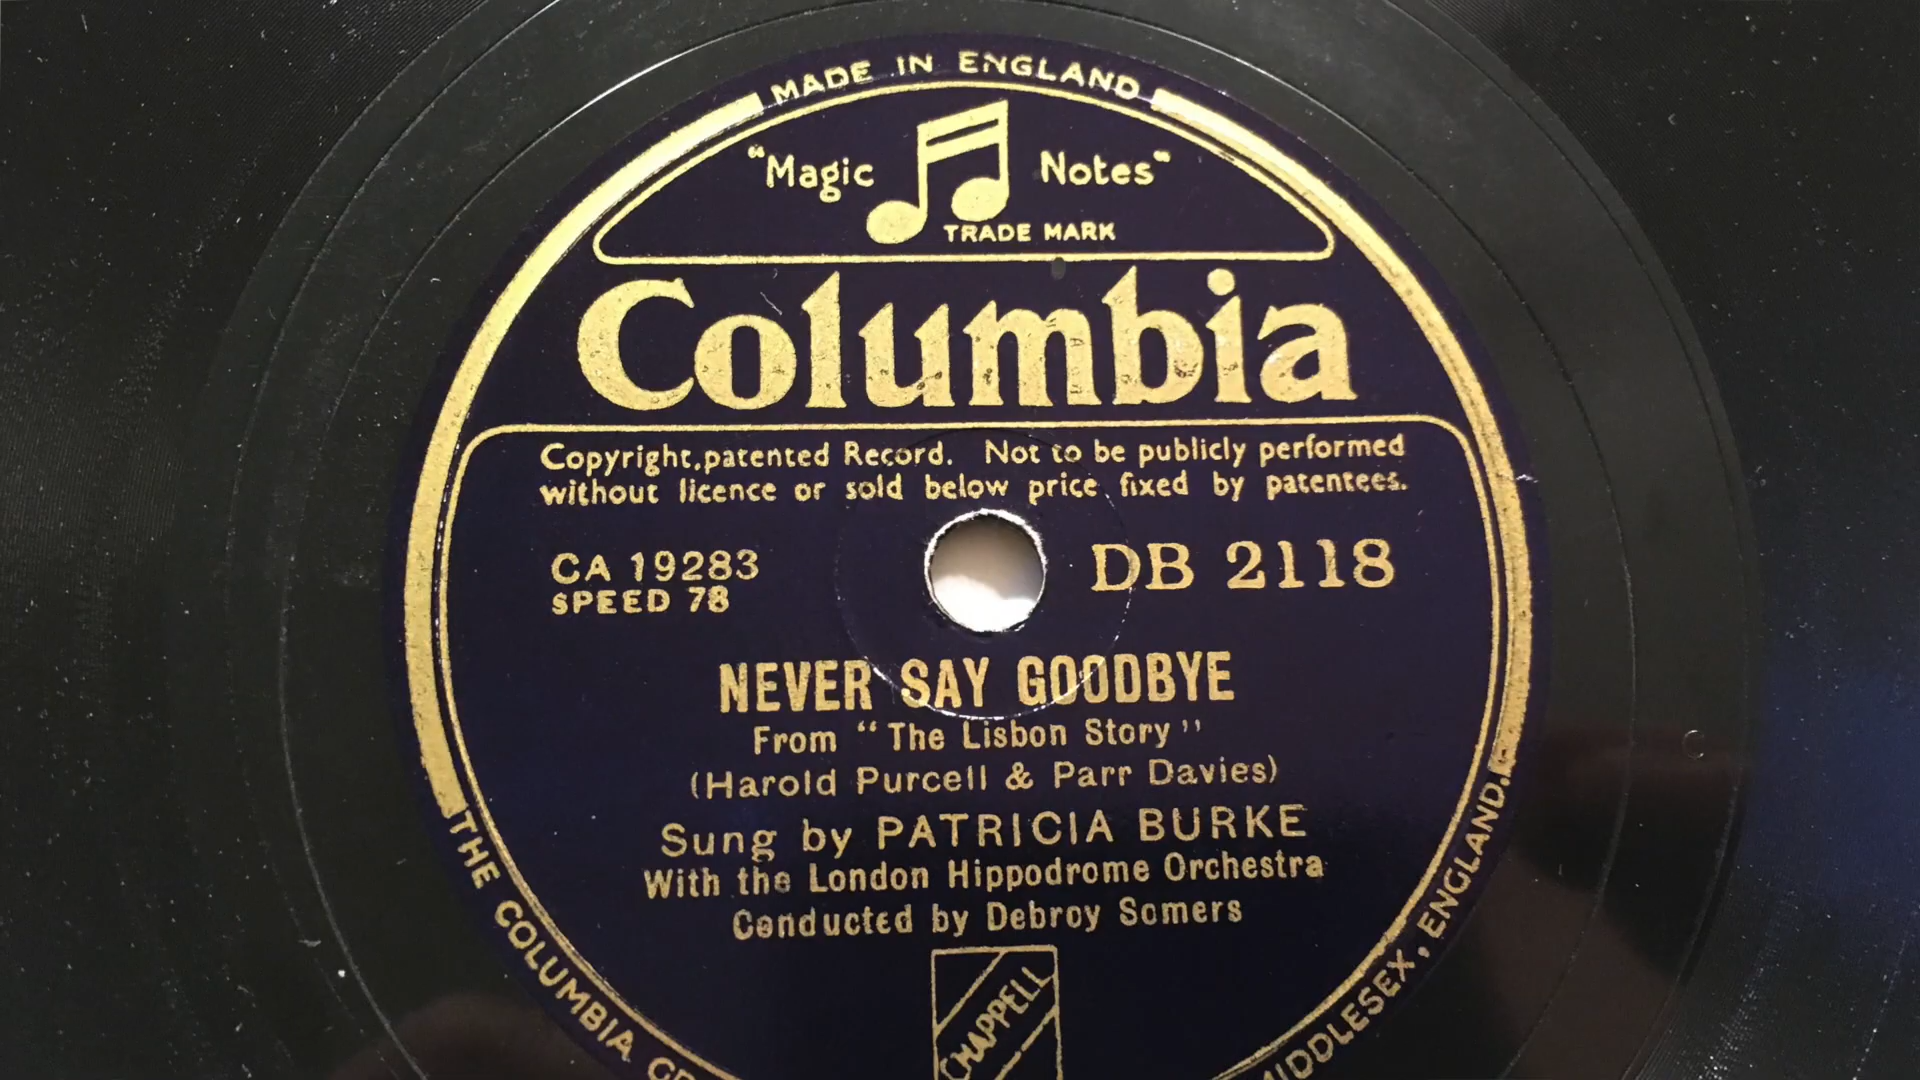 MADE IN ENGLAND
"Magic Notes"
TRADE MARK
Columbia
Copyright, patented Record. Not to be publicly performed
without licence or sold below price fixed by patentees.
CA 19283
SPEED 78
DB 2118
NEVER SAY GOODBYE
From "The Lisbon Story"
(Harold Purcell & Parr Davies)
Sung by PATRICIA BURKE
With the London Hippodrome Orchestra
Conducted by Debroy Somers
CHAPPELL
THE COLUMBIA
MIDDLESEX, ENGLAND.